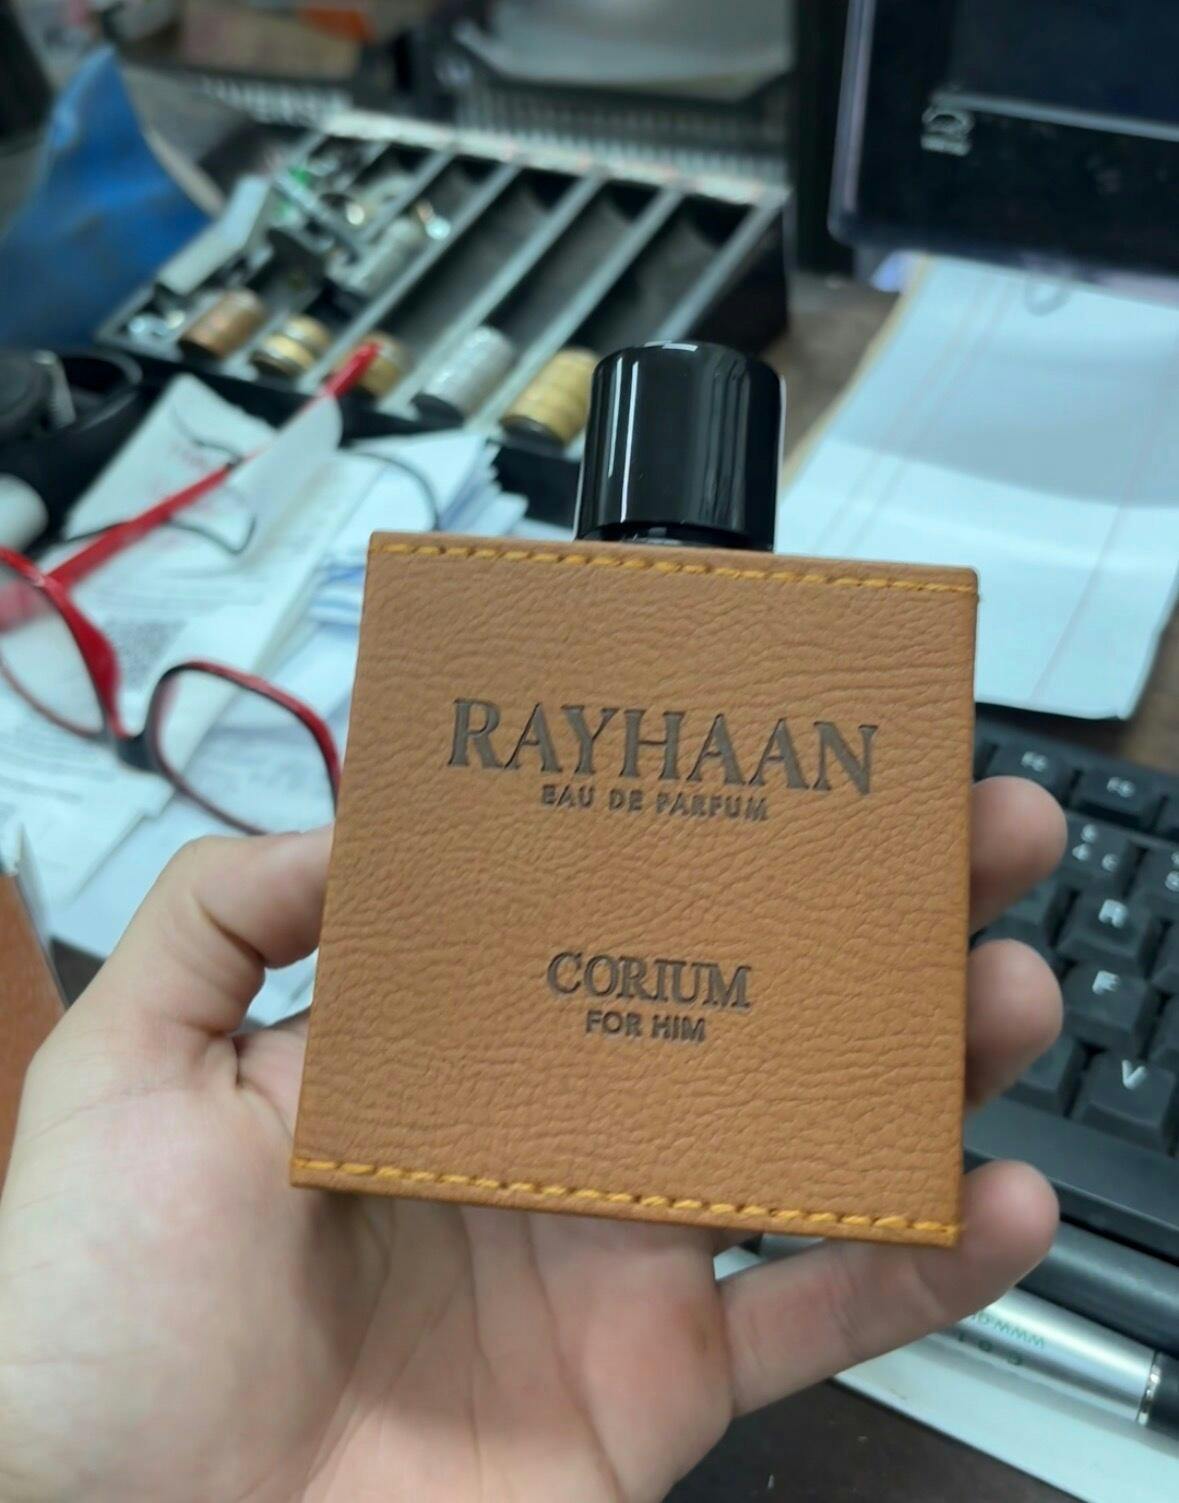 RAYHAAN
EAU DE PARFUM
CORIUM
FOR HIM
F
V